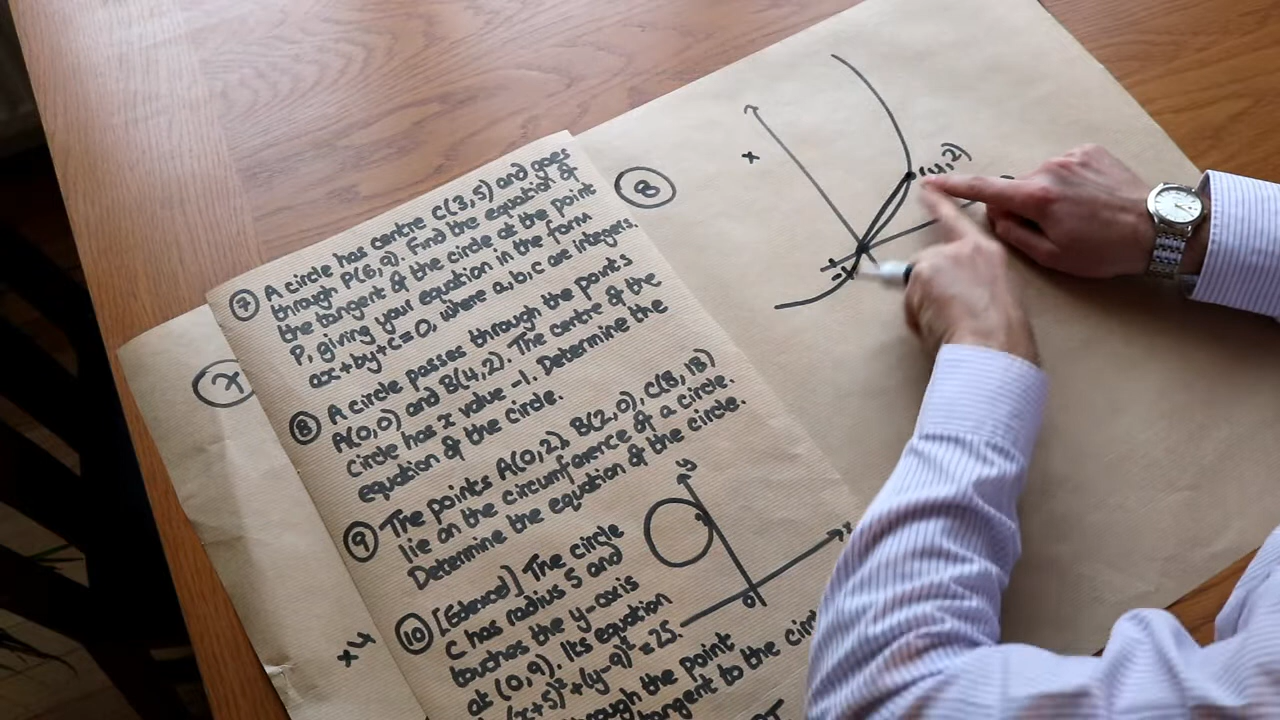 7 A circle has centre C(3,5) and goes
through P(6,9). Find the equation of
the tangent of the circle at the point
P, giving your equation in the form
ax+by+c=0, where a,b,c are integers.
8 A circle passes through the points
A(0,0) and B(4,2). The centre of the
circle has x value -1. Determine the
equation of the circle.
9 The points A(0,2), B(2,0), C(8,18)
lie on the circumference of a circle.
Determine the equation of the circle.
10 [Edexcel] The circle
C has radius 5 and
touches the y-axis
at (0,9). Its equation
(x+5)²+(y-9)²=25.
through the point
tangent to the
y
x
0
7
x4
8
x
(4,2)
-1